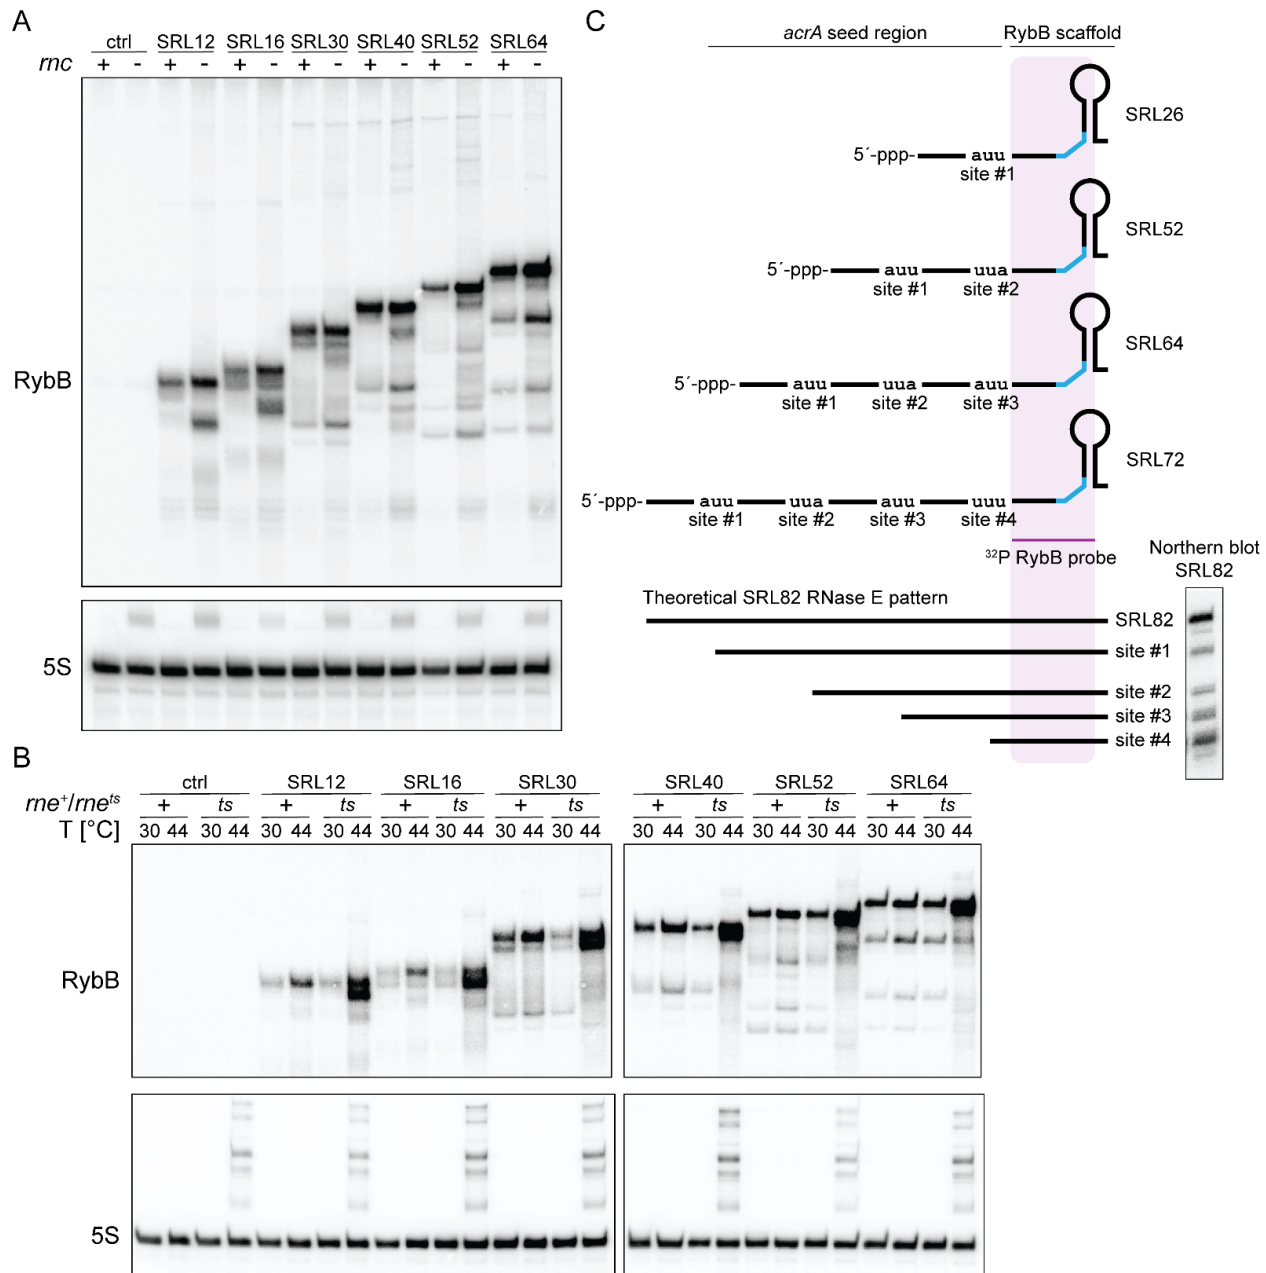 A
ctrl SRL12 SRL16 SRL30 SRL40 SRL52 SRL64
rnc + - + - + - + - + - + - + -
RybB
5S
B
ctrl SRL12 SRL16 SRL30 SRL40 SRL52 SRL64
rne+/rnets + ts + ts + ts + ts + ts + ts + ts
T [°C] 30 44 30 44 30 44 30 44 30 44 30 44 30 44 30 44 30 44 30 44 30 44 30 44 30 44 30 44
RybB
5S
C
acrA seed region RybB scaffold
SRL26
5´-ppp- auu
site #1
SRL52
5´-ppp- auu uua
site #1 site #2
SRL64
5´-ppp- auu uua auu
site #1 site #2 site #3
SRL72
5´-ppp- auu uua auu uuu
site #1 site #2 site #3 site #4
32P RybB probe
Northern blot
SRL82
Theoretical SRL82 RNase E pattern
SRL82
site #1
site #2
site #3
site #4